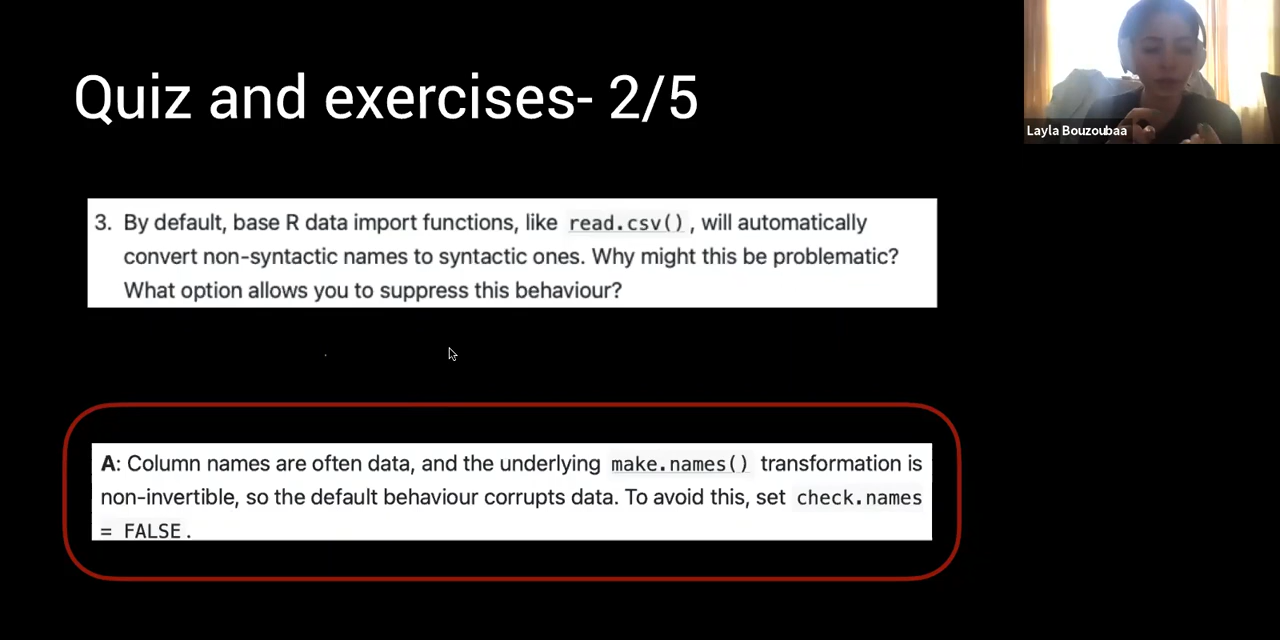 Quiz and exercises- 2/5
Layla Bouzoubaa
3. By default, base R data import functions, like read.csv(), will automatically
convert non-syntactic names to syntactic ones. Why might this be problematic?
What option allows you to suppress this behaviour?
A: Column names are often data, and the underlying make.names() transformation is
non-invertible, so the default behaviour corrupts data. To avoid this, set check.names
= FALSE.